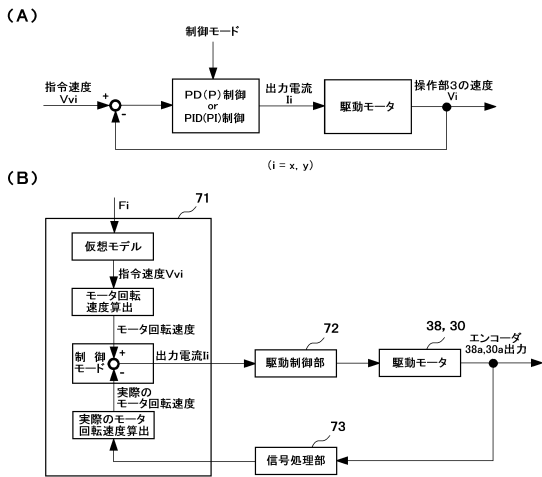 (A)
制御モード
指令速度
Vvi
+
-
PD(P)制御
or
PID(PI)制御
出力電流
Ii
駆動モータ
操作部3の速度
Vi
(i = x, y)
(B)
Fi
71
仮想モデル
指令速度Vvi
モータ回転
速度算出
モータ回転速度
制 御
モード
+
-
出力電流Ii
実際の
モータ回転速度
実際のモータ
回転速度算出
72
駆動制御部
38, 30
駆動モータ
エンコーダ
38a,30a出力
73
信号処理部